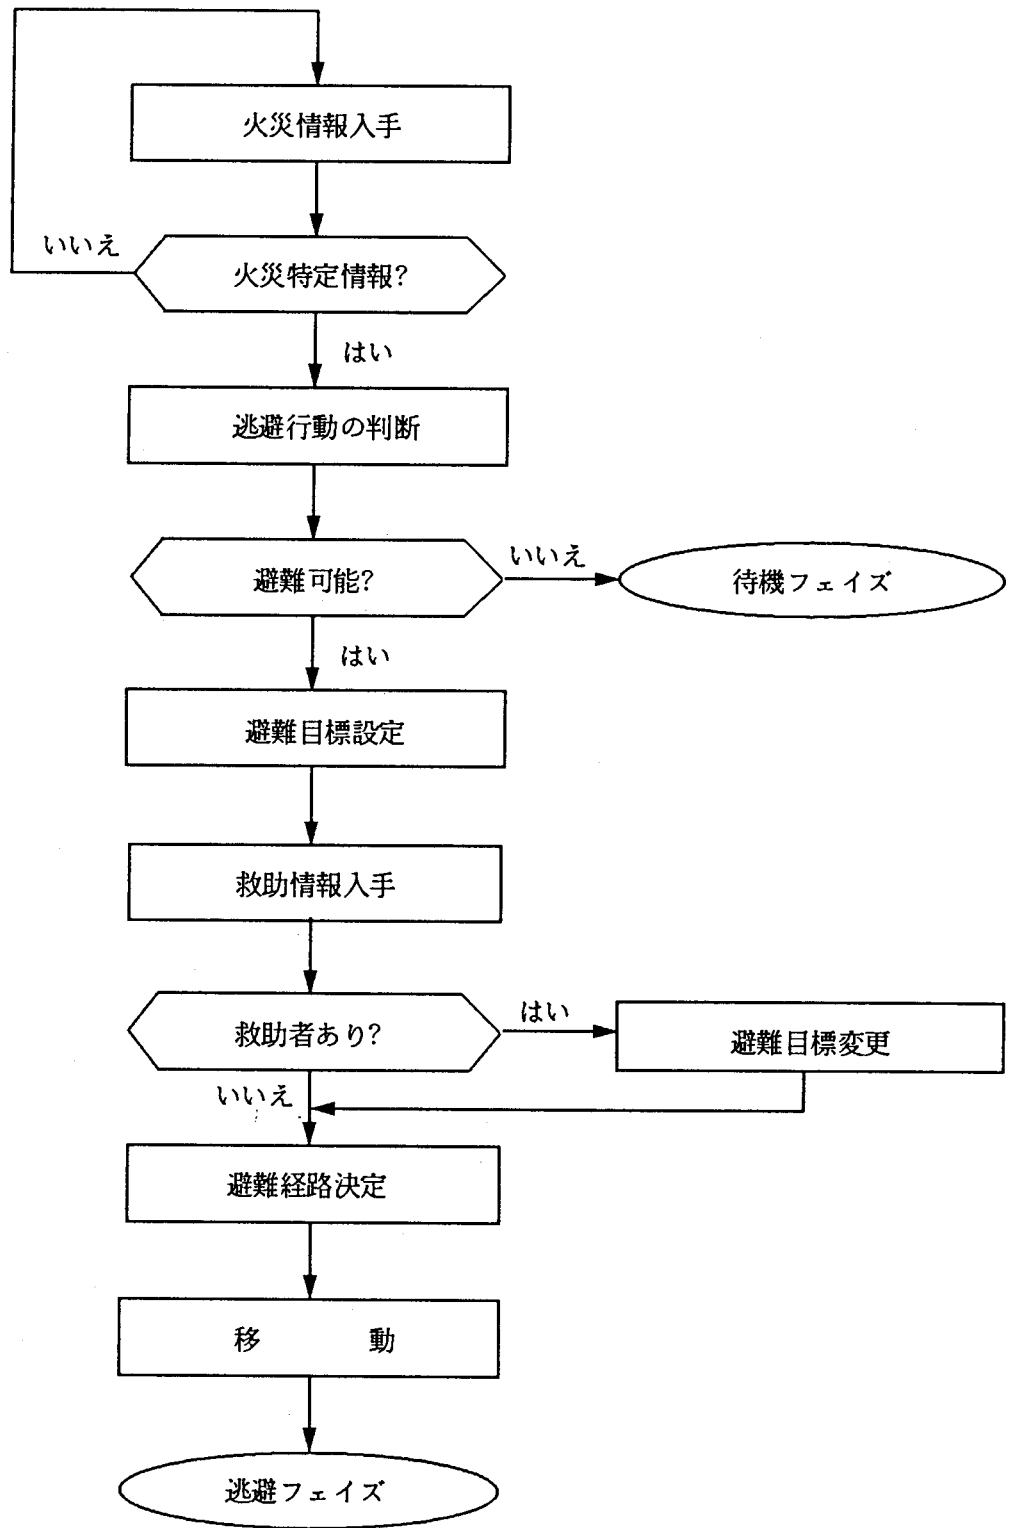 火災情報入手
いいえ
火災特定情報?
はい
逃避行動の判断
避難可能?
いいえ
待機フェイズ
はい
避難目標設定
救助情報入手
救助者あり?
はい
避難目標変更
いいえ
避難経路決定
移　　動
逃避フェイズ